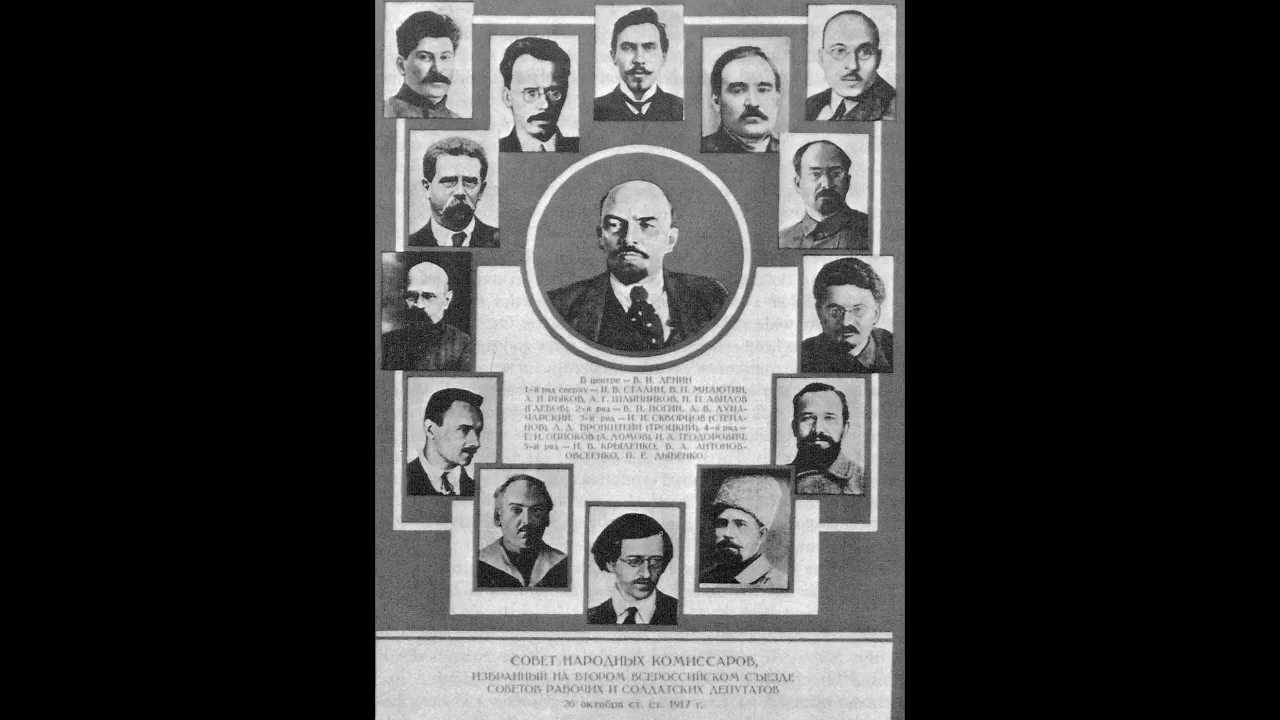 В центре — В. И. ЛЕНИН
1-й ряд сверху — И. В. СТАЛИН, В. П. МИЛЮТИН,
А. И. РЫКОВ, А. Г. ШЛЯПНИКОВ, Н. П. АВИЛОВ
(ГЛЕБОВ); 2-й ряд — В. П. НОГИН, А. В. ЛУНА-
ЧАРСКИЙ; 3-й ряд — И. И. СКВОРЦОВ (СТЕПА-
НОВ), Л. Д. БРОНШТЕЙН (ТРОЦКИЙ); 4-й ряд —
Г. И. ОППОКОВ (А. ЛОМОВ), И. А. ТЕОДОРОВИЧ;
5-й ряд — Н. В. КРЫЛЕНКО, В. А. АНТОНОВ-
ОВСЕЕНКО, П. Е. ДЫБЕНКО.
СОВЕТ НАРОДНЫХ КОМИССАРОВ,
ИЗБРАННЫЙ НА ВТОРОМ ВСЕРОССИЙСКОМ СЪЕЗДЕ
СОВЕТОВ РАБОЧИХ И СОЛДАТСКИХ ДЕПУТАТОВ
26 октября ст. ст. 1917 г.